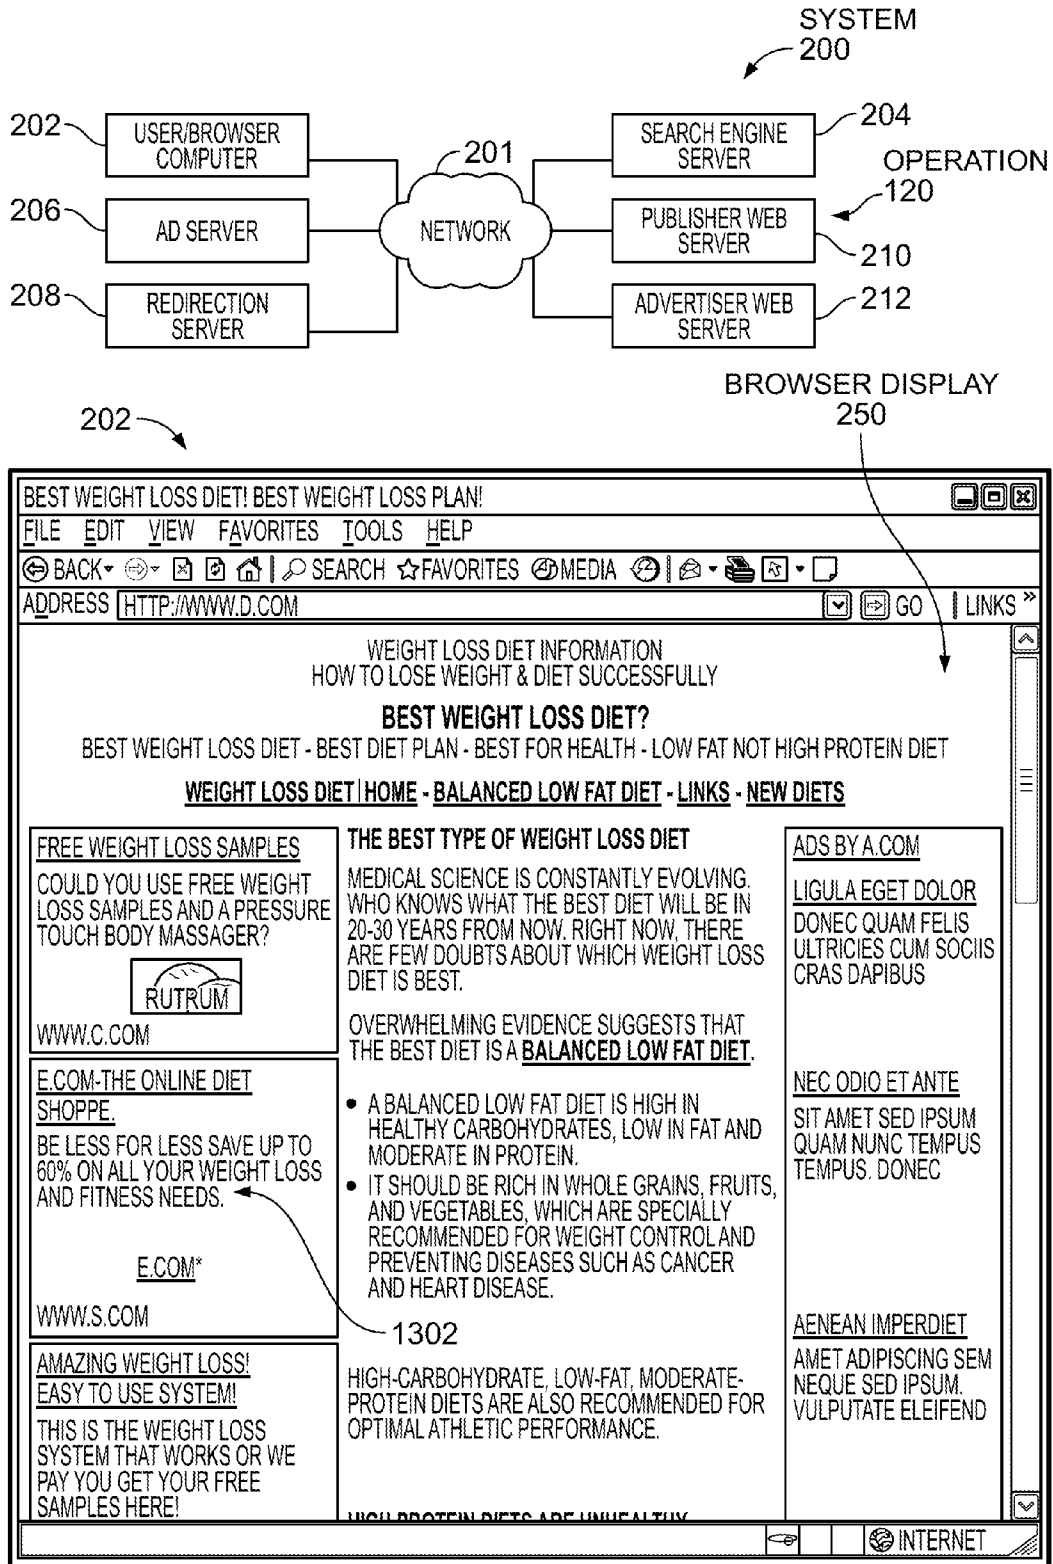 SYSTEM
200
202
USER/BROWSER
COMPUTER
201
SEARCH ENGINE
SERVER
204
OPERATION
120
206
AD SERVER
NETWORK
PUBLISHER WEB
SERVER
210
208
REDIRECTION
SERVER
ADVERTISER WEB
SERVER
212
BROWSER DISPLAY
250
202
BEST WEIGHT LOSS DIET! BEST WEIGHT LOSS PLAN!
FILE EDIT VIEW FAVORITES TOOLS HELP
BACK SEARCH FAVORITES MEDIA
ADDRESS HTTP://WWW.D.COM GO LINKS »
WEIGHT LOSS DIET INFORMATION
HOW TO LOSE WEIGHT & DIET SUCCESSFULLY
BEST WEIGHT LOSS DIET?
BEST WEIGHT LOSS DIET - BEST DIET PLAN - BEST FOR HEALTH - LOW FAT NOT HIGH PROTEIN DIET
WEIGHT LOSS DIET | HOME - BALANCED LOW FAT DIET - LINKS - NEW DIETS
FREE WEIGHT LOSS SAMPLES
COULD YOU USE FREE WEIGHT
LOSS SAMPLES AND A PRESSURE
TOUCH BODY MASSAGER?
RUTRUM
WWW.C.COM
E.COM-THE ONLINE DIET
SHOPPE.
BE LESS FOR LESS SAVE UP TO
60% ON ALL YOUR WEIGHT LOSS
AND FITNESS NEEDS.
E.COM*
WWW.S.COM
1302
AMAZING WEIGHT LOSS!
EASY TO USE SYSTEM!
THIS IS THE WEIGHT LOSS
SYSTEM THAT WORKS OR WE
PAY YOU GET YOUR FREE
SAMPLES HERE!
THE BEST TYPE OF WEIGHT LOSS DIET
MEDICAL SCIENCE IS CONSTANTLY EVOLVING.
WHO KNOWS WHAT THE BEST DIET WILL BE IN
20-30 YEARS FROM NOW. RIGHT NOW, THERE
ARE FEW DOUBTS ABOUT WHICH WEIGHT LOSS
DIET IS BEST.
OVERWHELMING EVIDENCE SUGGESTS THAT
THE BEST DIET IS A BALANCED LOW FAT DIET.
• A BALANCED LOW FAT DIET IS HIGH IN
HEALTHY CARBOHYDRATES, LOW IN FAT AND
MODERATE IN PROTEIN.
• IT SHOULD BE RICH IN WHOLE GRAINS, FRUITS,
AND VEGETABLES, WHICH ARE SPECIALLY
RECOMMENDED FOR WEIGHT CONTROL AND
PREVENTING DISEASES SUCH AS CANCER
AND HEART DISEASE.
HIGH-CARBOHYDRATE, LOW-FAT, MODERATE-
PROTEIN DIETS ARE ALSO RECOMMENDED FOR
OPTIMAL ATHLETIC PERFORMANCE.
HIGH PROTEIN DIETS ARE UNHEALTHY
ADS BY A.COM
LIGULA EGET DOLOR
DONEC QUAM FELIS
ULTRICIES CUM SOCIIS
CRAS DAPIBUS
NEC ODIO ET ANTE
SIT AMET SED IPSUM
QUAM NUNC TEMPUS
TEMPUS. DONEC
AENEAN IMPERDIET
AMET ADIPISCING SEM
NEQUE SED IPSUM.
VULPUTATE ELEIFEND
INTERNET